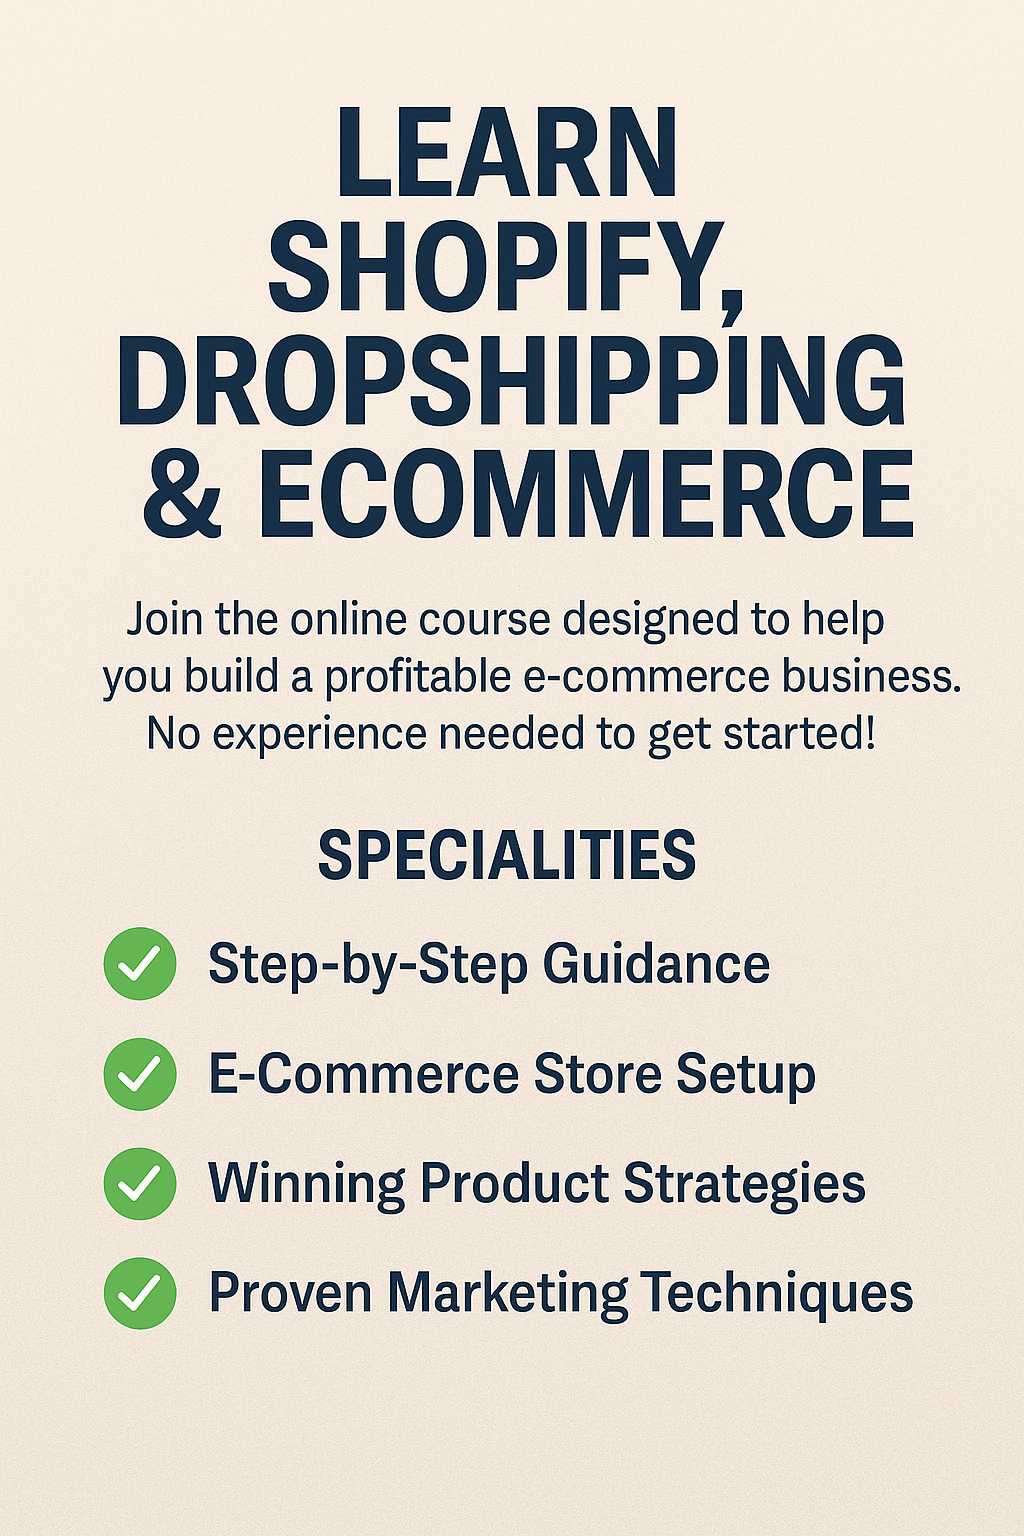 LEARN
SHOPIFY,
DROPSHIPPING
& ECOMMERCE
Join the online course designed to help
you build a profitable e-commerce business.
No experience needed to get started!
SPECIALITIES
Step-by-Step Guidance
E-Commerce Store Setup
Winning Product Strategies
Proven Marketing Techniques